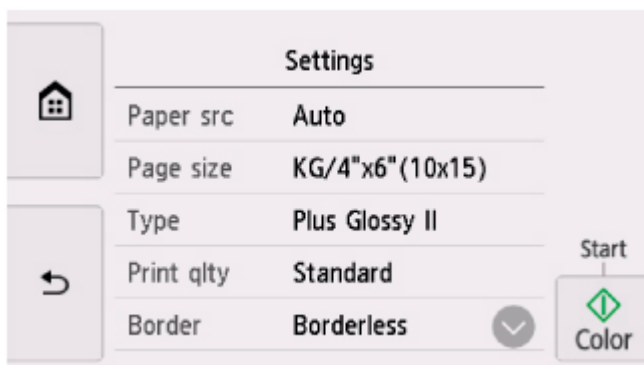 Settings
Paper src Auto
Page size KG/4"x6"(10x15)
Type Plus Glossy II
Print qlty Standard
Border Borderless
Start
Color